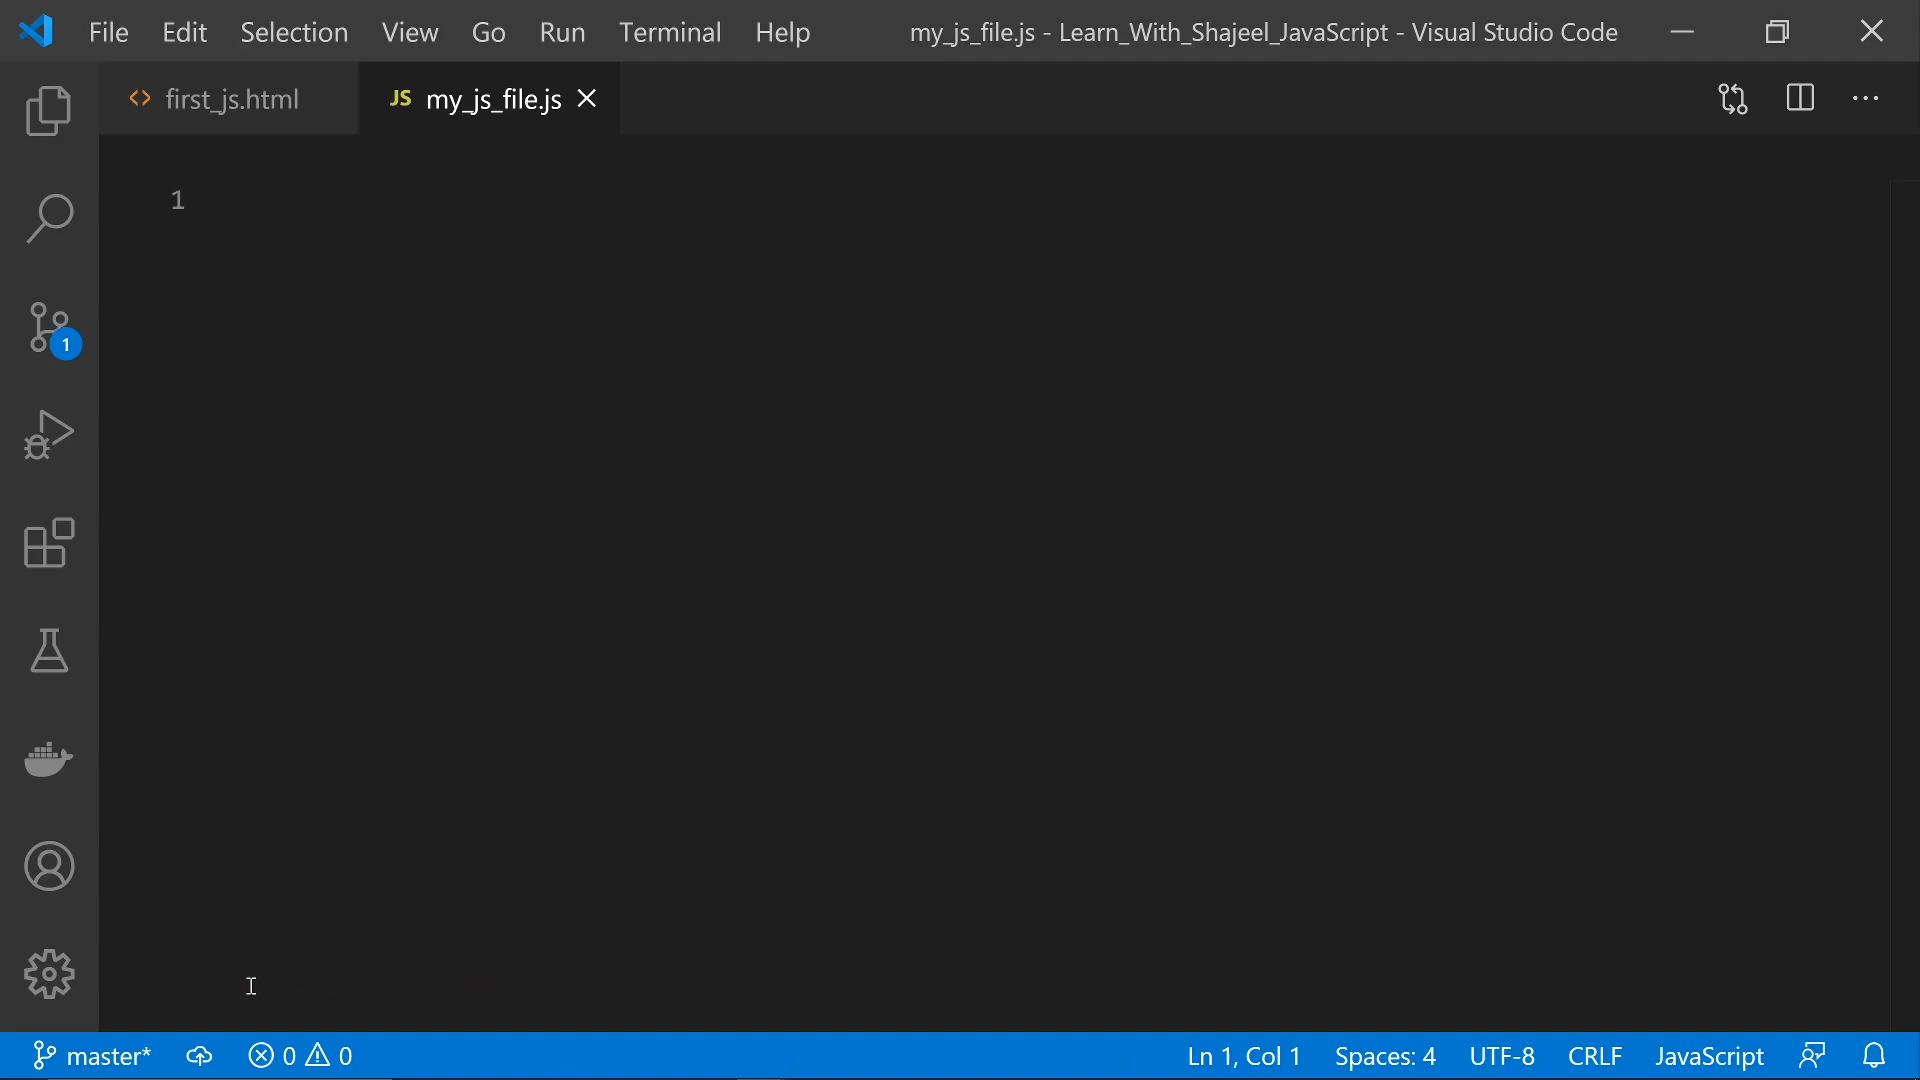 File Edit Selection View Go Run Terminal Help my_js_file.js - Learn_With_Shajeel_JavaScript - Visual Studio Code
first_js.html JS my_js_file.js
1
1
master* 0 0 Ln 1, Col 1 Spaces: 4 UTF-8 CRLF JavaScript